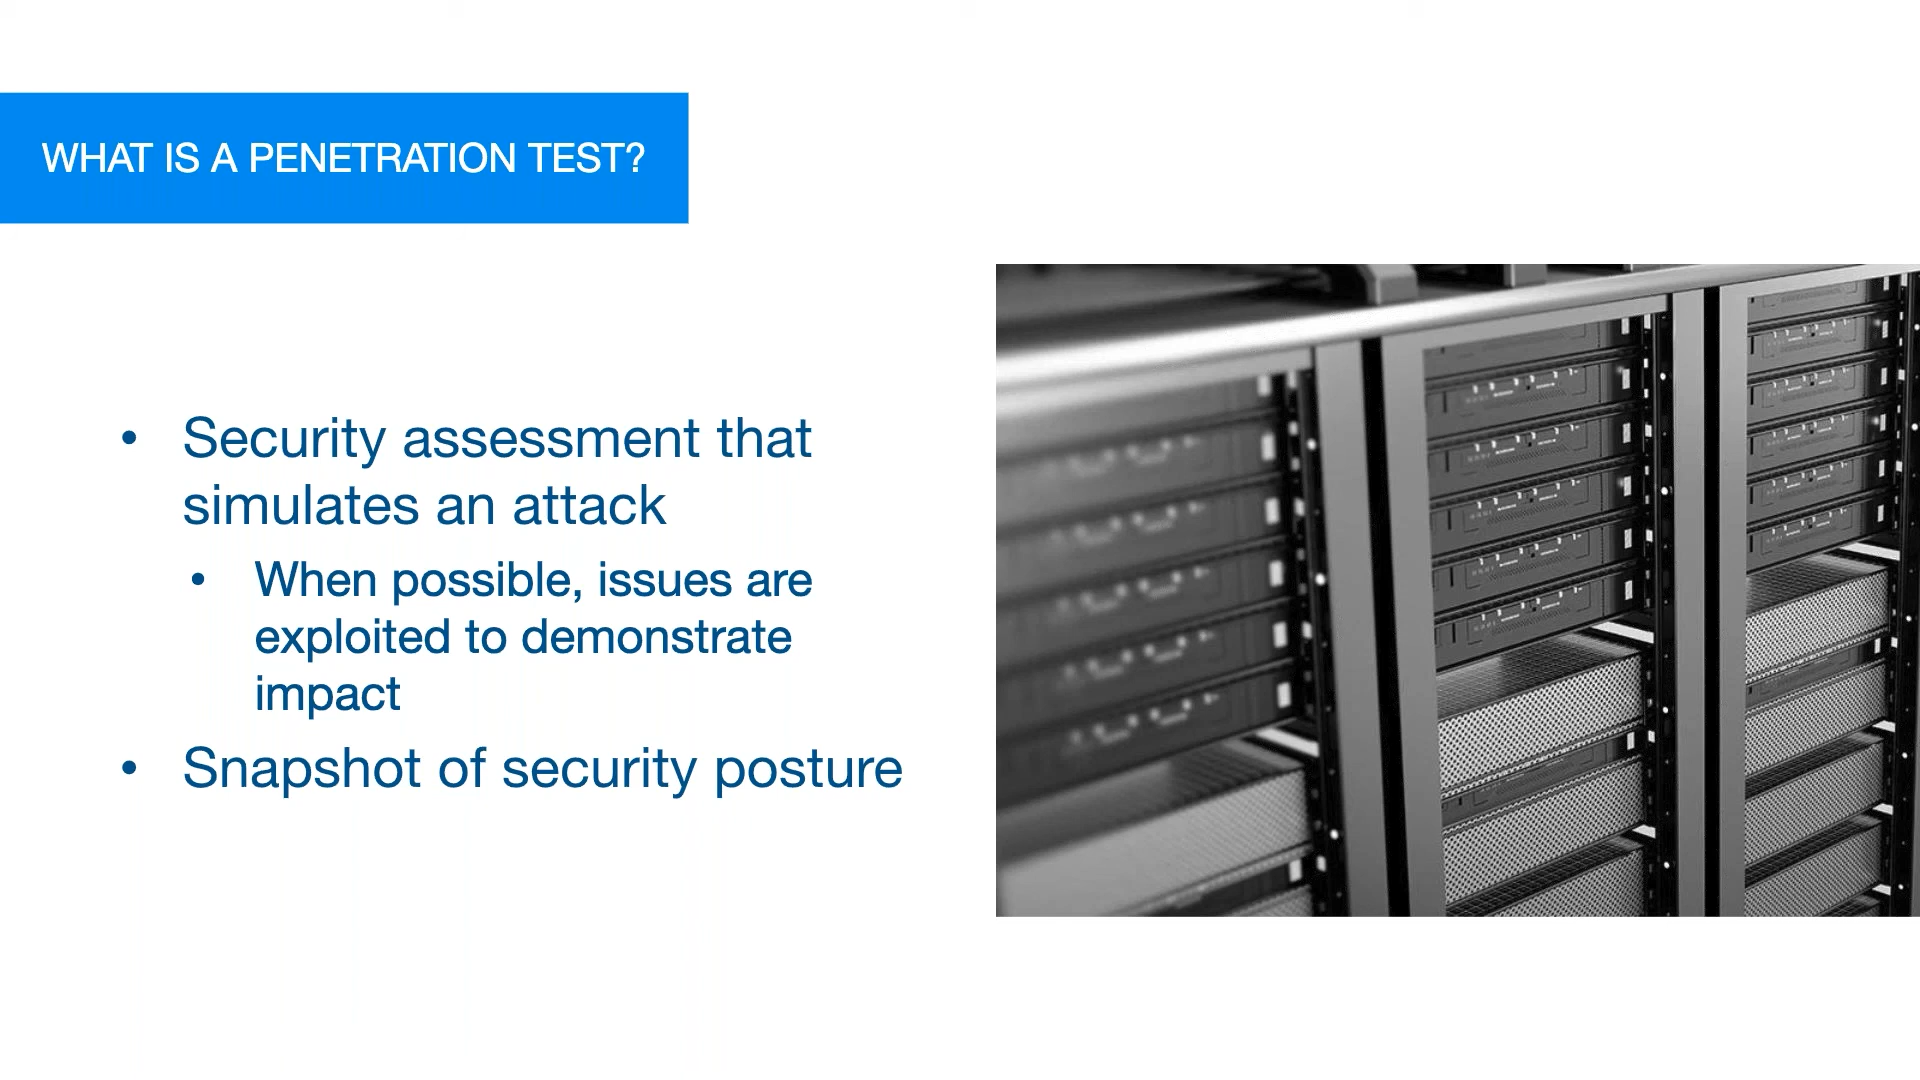 WHAT IS A PENETRATION TEST?
• Security assessment that
simulates an attack
• When possible, issues are
exploited to demonstrate
impact
• Snapshot of security posture